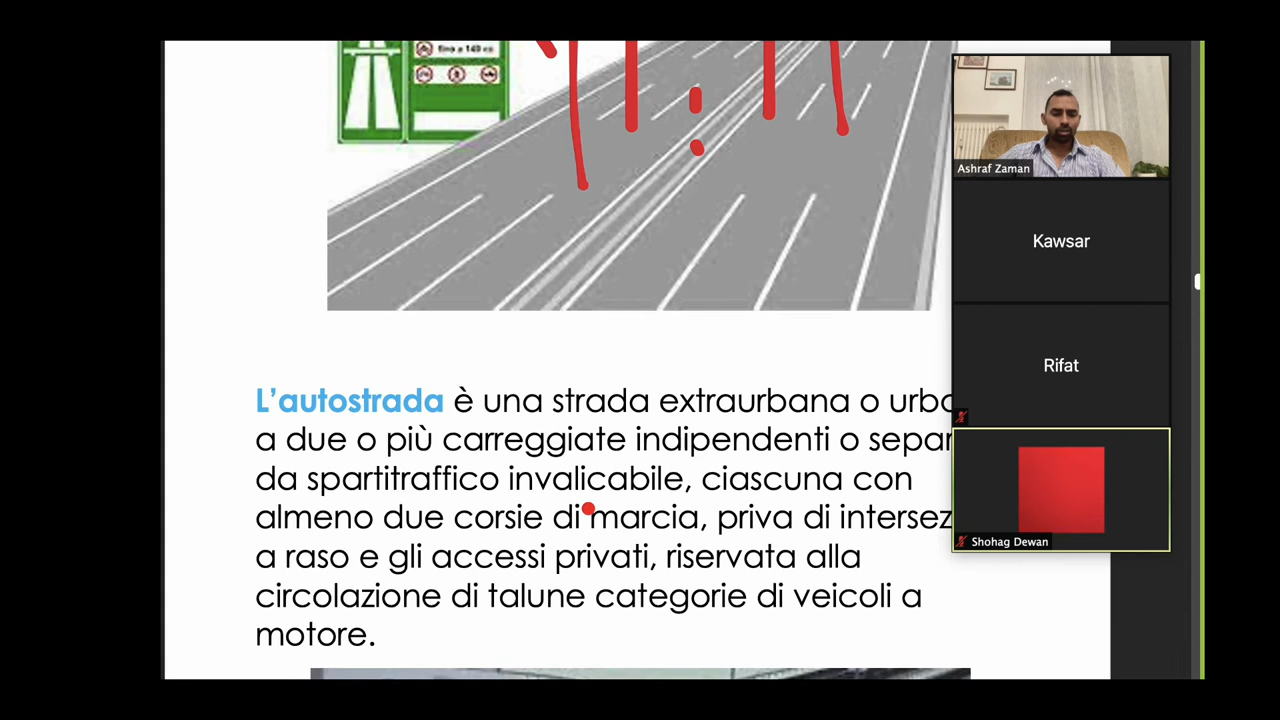 fino a 149 cc
Ashraf Zaman
Kawsar
Rifat
Shohag Dewan
L'autostrada è una strada extraurbana o urba
a due o più carreggiate indipendenti o separ
da spartitraffico invalicabile, ciascuna con
almeno due corsie di marcia, priva di intersez
a raso e gli accessi privati, riservata alla
circolazione di talune categorie di veicoli a
motore.